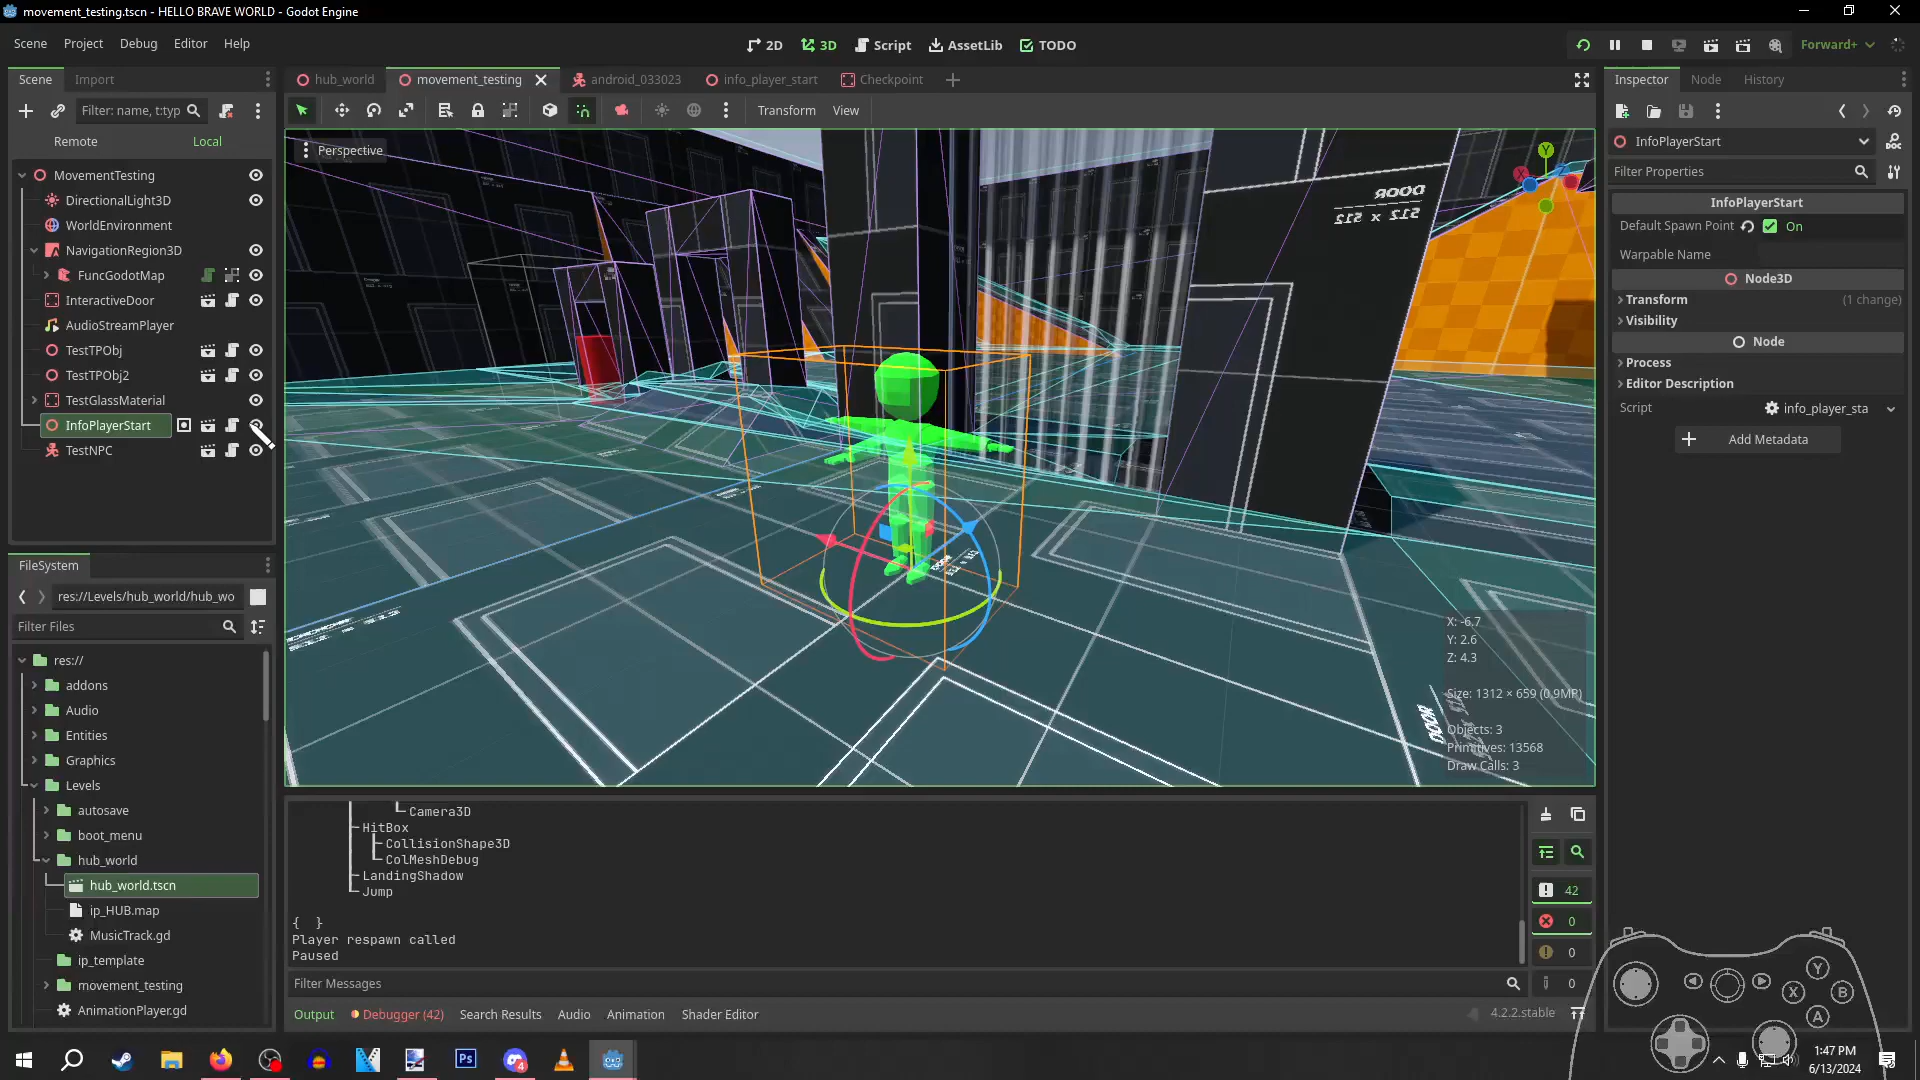 movement_testing.tscn - HELLO BRAVE WORLD - Godot Engine
Scene Project Debug Editor Help
2D 3D Script AssetLib TODO
Forward+
Scene Import
hub_world movement_testing android_033023 info_player_start Checkpoint
Inspector Node History
Filter: name, t:typ
Transform View
Remote Local
Perspective
InfoPlayerStart
Filter Properties
MovementTesting
DirectionalLight3D
WorldEnvironment
NavigationRegion3D
FuncGodotMap
InteractiveDoor
AudioStreamPlayer
TestTPObj
TestTPObj2
TestGlassMaterial
InfoPlayerStart
TestNPC
DOOR
512 x 512
Y
X
DOOR
X: -6.7
Y: 2.6
Z: 4.3
Size: 1312 × 659 (0.9MP)
Objects: 3
Primitives: 13568
Draw Calls: 3
InfoPlayerStart
Default Spawn Point On
Warpable Name
Node3D
Transform (1 change)
Visibility
Node
Process
Editor Description
Script info_player_sta
Add Metadata
FileSystem
res://Levels/hub_world/hub_wo
Filter Files
res://
addons
Audio
Entities
Graphics
Levels
autosave
boot_menu
hub_world
hub_world.tscn
ip_HUB.map
MusicTrack.gd
ip_template
movement_testing
AnimationPlayer.gd
Camera3D
HitBox
CollisionShape3D
ColMeshDebug
LandingShadow
Jump
{ }
Player respawn called
Paused
42
0
0
0
Filter Messages
Output Debugger (42) Search Results Audio Animation Shader Editor
4.2.2.stable
Y
X B
A
Ps
4
1:47 PM
6/13/2024